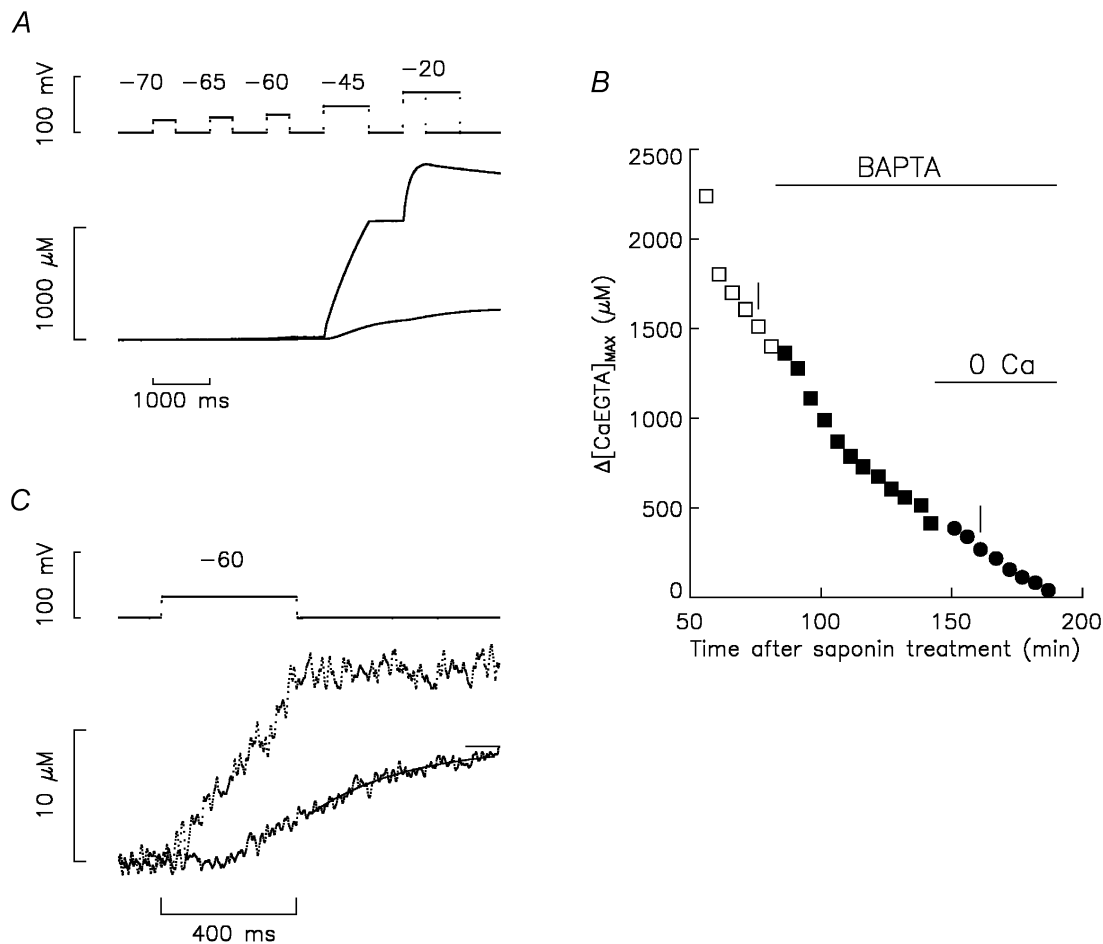 A
100 mV
−70 −65 −60 −45 −20
1000 μM
1000 ms
B
Δ[CaEGTA]MAX (μM)
2500
2000
1500
1000
500
0
BAPTA
0 Ca
50 100 150 200
Time after saponin treatment (min)
C
100 mV
−60
10 μM
400 ms